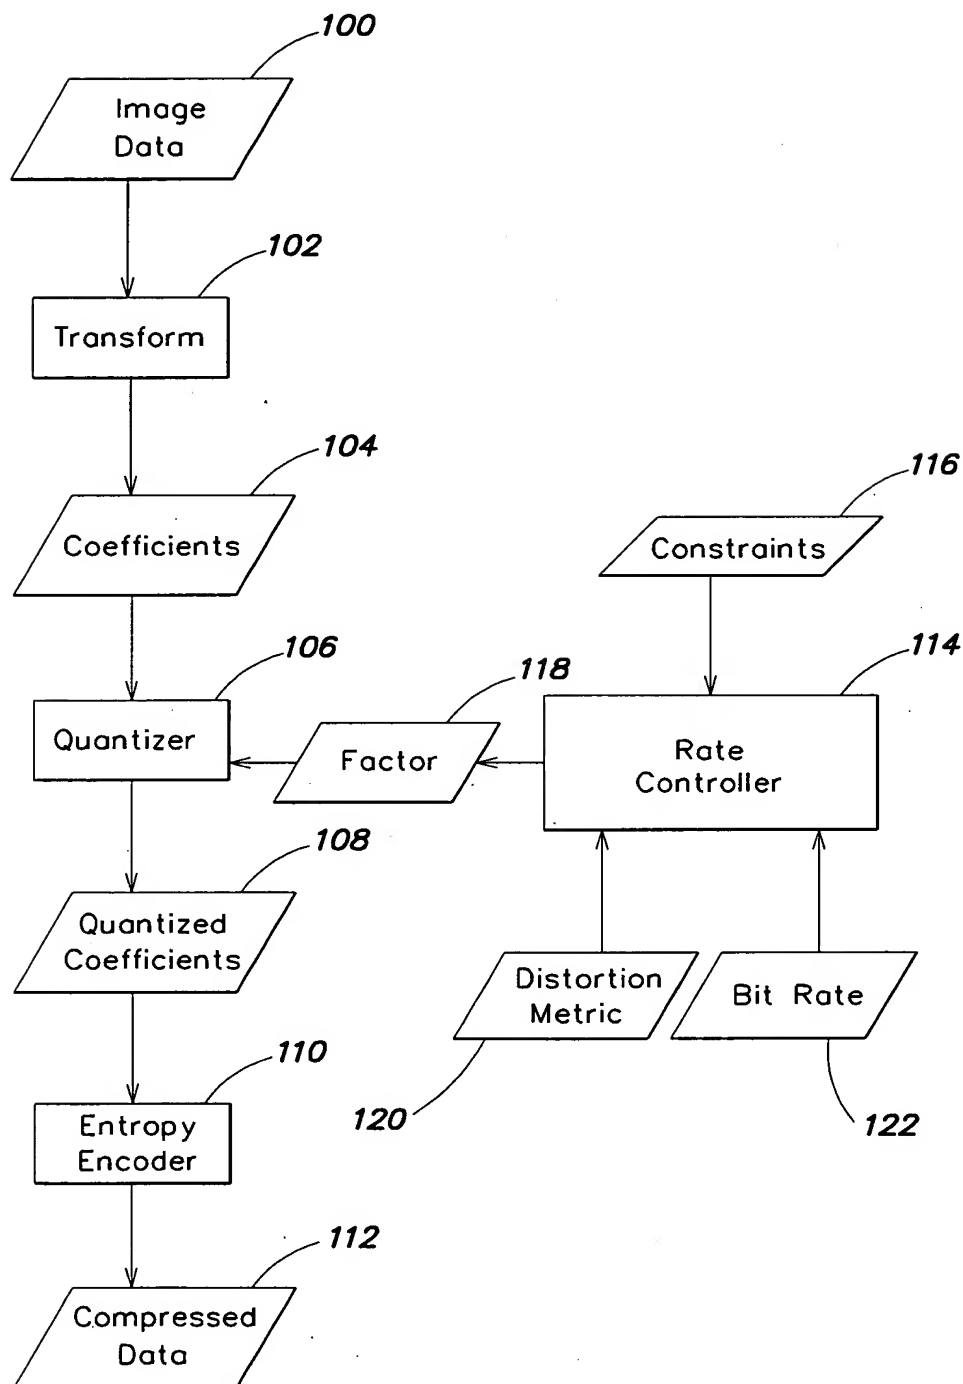 100
Image
Data
102
Transform
104
Coefficients
116
Constraints
106
Quantizer
118
Factor
114
Rate
Controller
108
Quantized
Coefficients
Distortion
Metric
120
Bit Rate
122
110
Entropy
Encoder
112
Compressed
Data